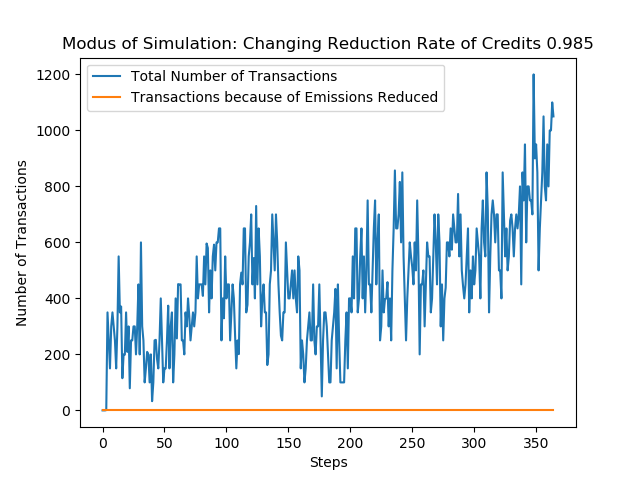 Modus of Simulation: Changing Reduction Rate of Credits 0.985
Total Number of Transactions
Transactions because of Emissions Reduced
Number of Transactions
1200
1000
800
600
400
200
0
0 50 100 150 200 250 300 350
Steps